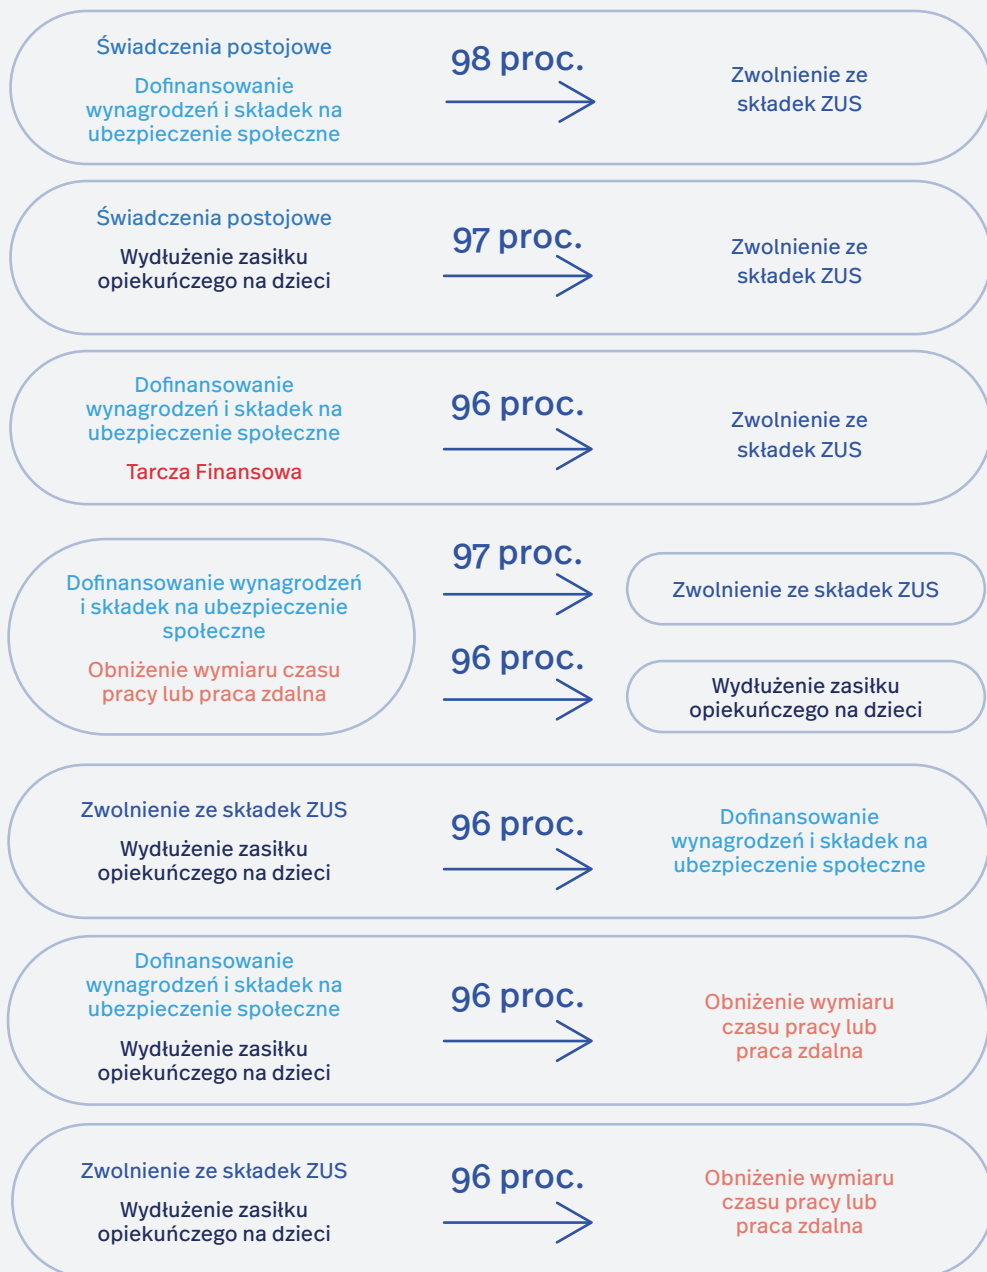 Świadczenia postojowe
Dofinansowanie
wynagrodzeń i składek na
ubezpieczenie społeczne
98 proc.
Zwolnienie ze
składek ZUS
Świadczenia postojowe
Wydłużenie zasiłku
opiekuńczego na dzieci
97 proc.
Zwolnienie ze
składek ZUS
Dofinansowanie
wynagrodzeń i składek na
ubezpieczenie społeczne
Tarcza Finansowa
96 proc.
Zwolnienie ze
składek ZUS
Dofinansowanie wynagrodzeń
i składek na ubezpieczenie
społeczne
Obniżenie wymiaru czasu
pracy lub praca zdalna
97 proc.
Zwolnienie ze składek ZUS
96 proc.
Wydłużenie zasiłku
opiekuńczego na dzieci
Zwolnienie ze składek ZUS
Wydłużenie zasiłku
opiekuńczego na dzieci
96 proc.
Dofinansowanie
wynagrodzeń i składek na
ubezpieczenie społeczne
Dofinansowanie
wynagrodzeń i składek na
ubezpieczenie społeczne
Wydłużenie zasiłku
opiekuńczego na dzieci
96 proc.
Obniżenie wymiaru
czasu pracy lub
praca zdalna
Zwolnienie ze składek ZUS
Wydłużenie zasiłku
opiekuńczego na dzieci
96 proc.
Obniżenie wymiaru
czasu pracy lub
praca zdalna